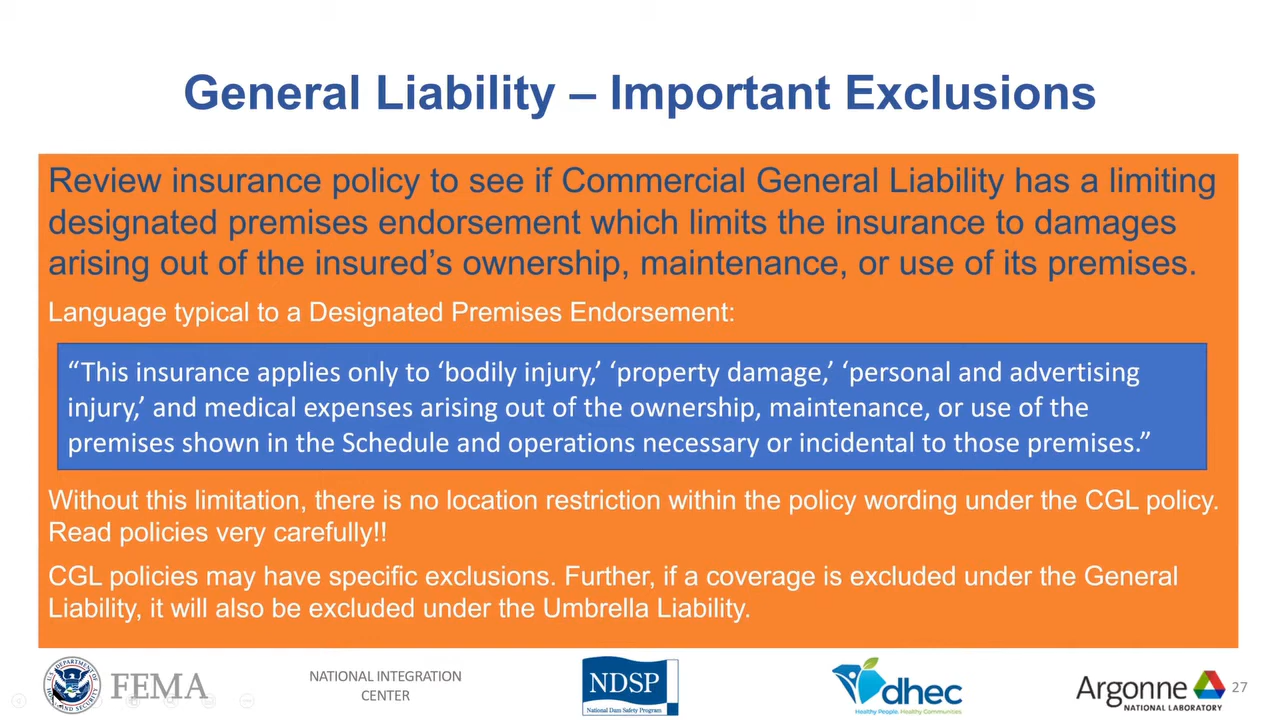 General Liability – Important Exclusions
Review insurance policy to see if Commercial General Liability has a limiting
designated premises endorsement which limits the insurance to damages
arising out of the insured’s ownership, maintenance, or use of its premises.
Language typical to a Designated Premises Endorsement:
“This insurance applies only to ‘bodily injury,’ ‘property damage,’ ‘personal and advertising
injury,’ and medical expenses arising out of the ownership, maintenance, or use of the
premises shown in the Schedule and operations necessary or incidental to those premises.”
Without this limitation, there is no location restriction within the policy wording under the CGL policy.
Read policies very carefully!!
CGL policies may have specific exclusions. Further, if a coverage is excluded under the General
Liability, it will also be excluded under the Umbrella Liability.
FEMA
NATIONAL INTEGRATION
CENTER
NDSP
National Dam Safety Program
dhec
Healthy People. Healthy Communities.
Argonne
NATIONAL LABORATORY
27